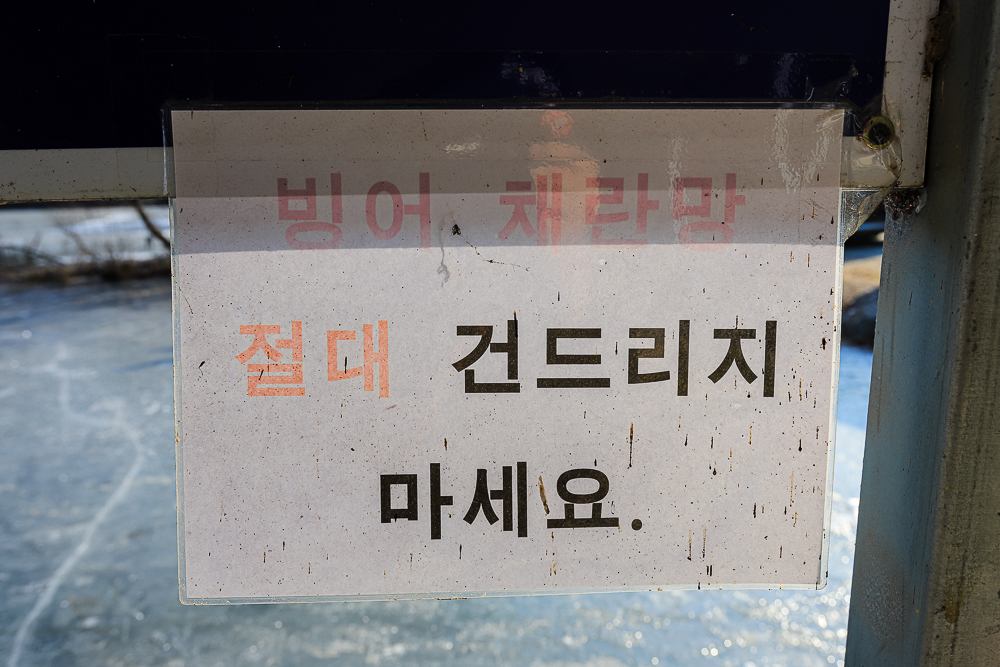 빙어 채란망
절대 건드리지
마세요.